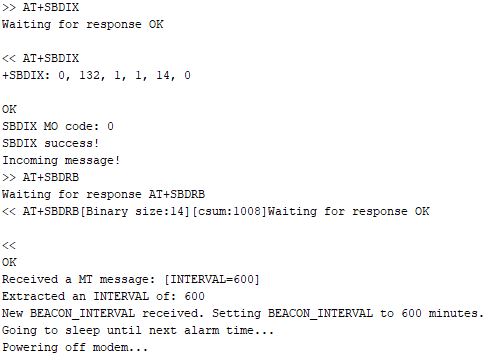 >> AT+SBDIX
Waiting for response OK
<< AT+SBDIX
+SBDIX: 0, 132, 1, 1, 14, 0
OK
SBDIX MO code: 0
SBDIX success!
Incoming message!
>> AT+SBDRB
Waiting for response AT+SBDRB
<< AT+SBDRB[Binary size:14][csum:1008]Waiting for response OK
<<
OK
Received a MT message: [INTERVAL=600]
Extracted an INTERVAL of: 600
New BEACON_INTERVAL received. Setting BEACON_INTERVAL to 600 minutes.
Going to sleep until next alarm time...
Powering off modem...